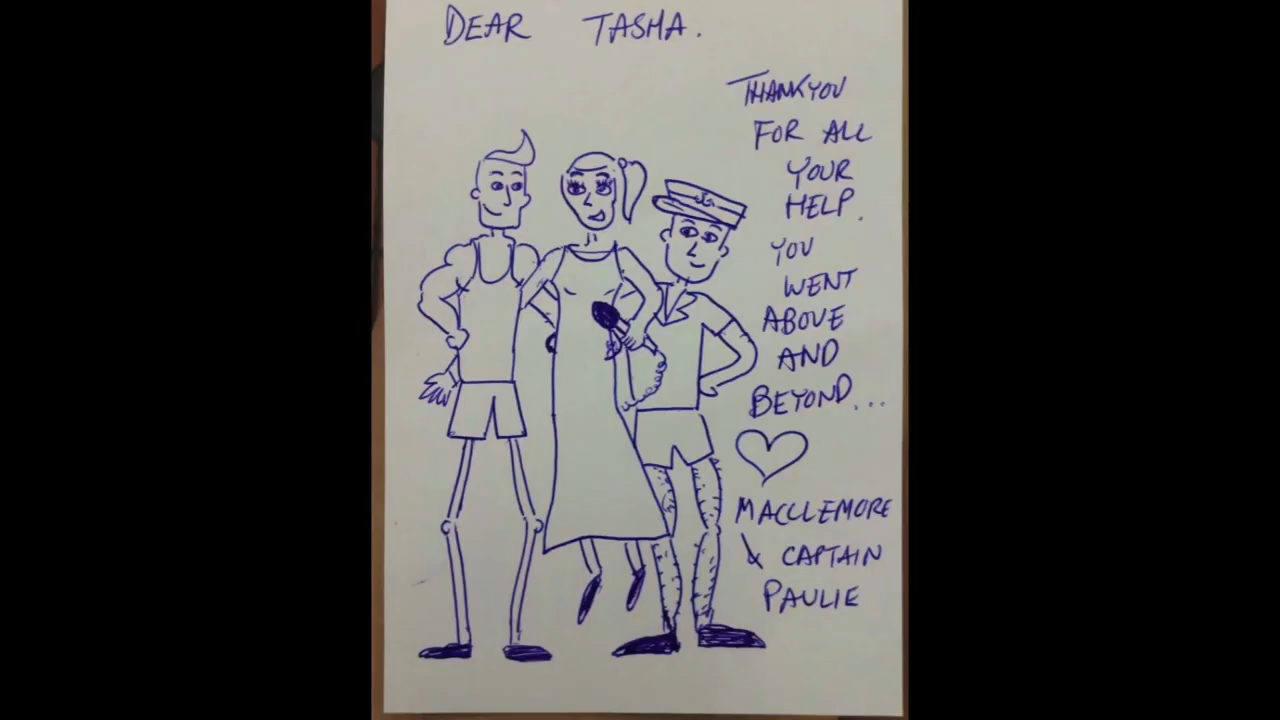 DEAR TASHA.
THANKYOU
FOR ALL
YOUR
HELP.
YOU
WENT
ABOVE
AND
BEYOND...
MACCLEMORE
& CAPTAIN
PAULIE